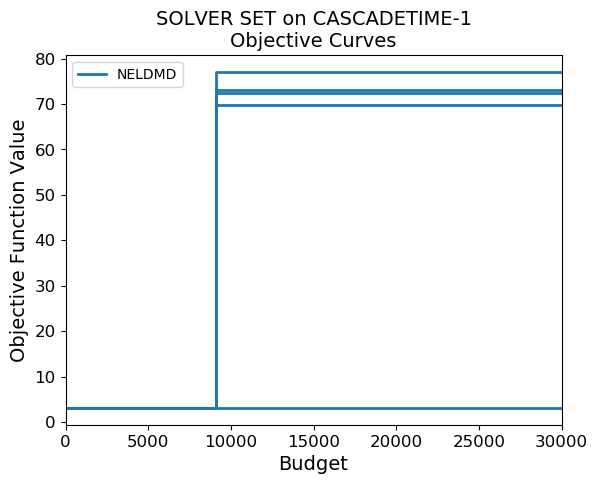 SOLVER SET on CASCADETIME-1
Objective Curves
NELDMD
Objective Function Value
80
70
60
50
40
30
20
10
0
0 5000 10000 15000 20000 25000 30000
Budget